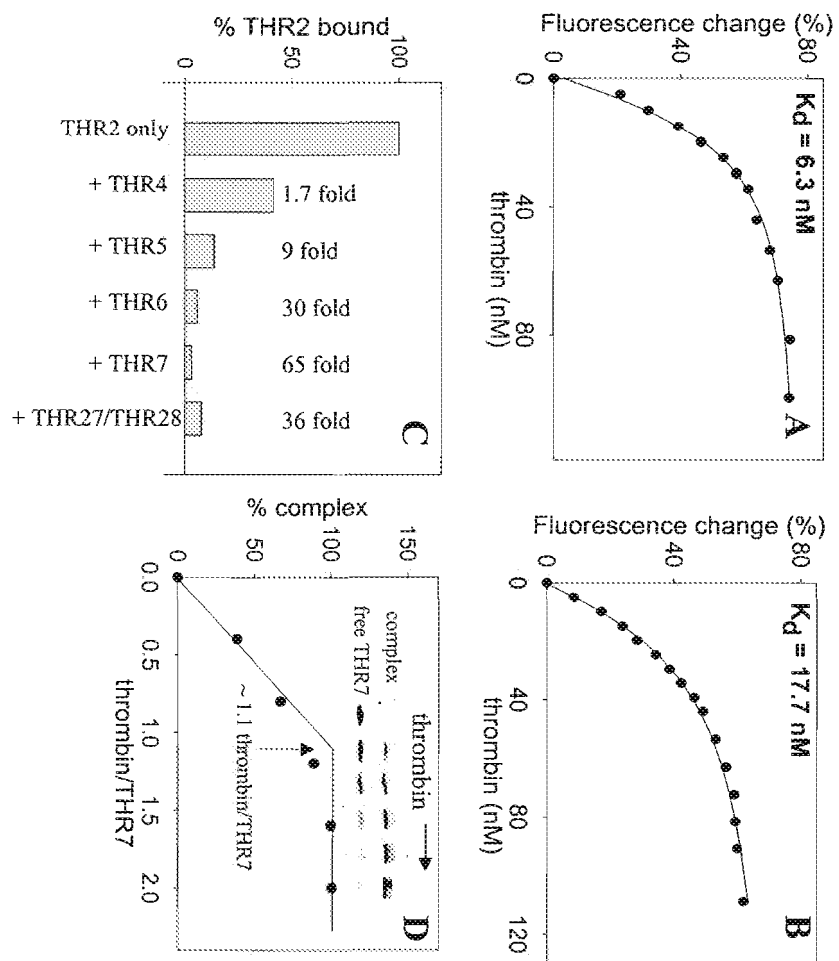 Fluorescence change (%)
80
40
0
K_d = 6.3 nM
0
40
80
thrombin (nM)
A
Fluorescence change (%)
80
40
0
K_d = 17.7 nM
0
40
80
120
thrombin (nM)
B
% THR2 bound
100
50
0
THR2 only
+ THR4
1.7 fold
+ THR5
9 fold
+ THR6
30 fold
+ THR7
65 fold
+ THR27/THR28
36 fold
C
% complex
150
100
50
0
thrombin
complex
free THR7
~ 1.1 thrombin/THR7
0.0
0.5
1.0
1.5
2.0
thrombin/THR7
D